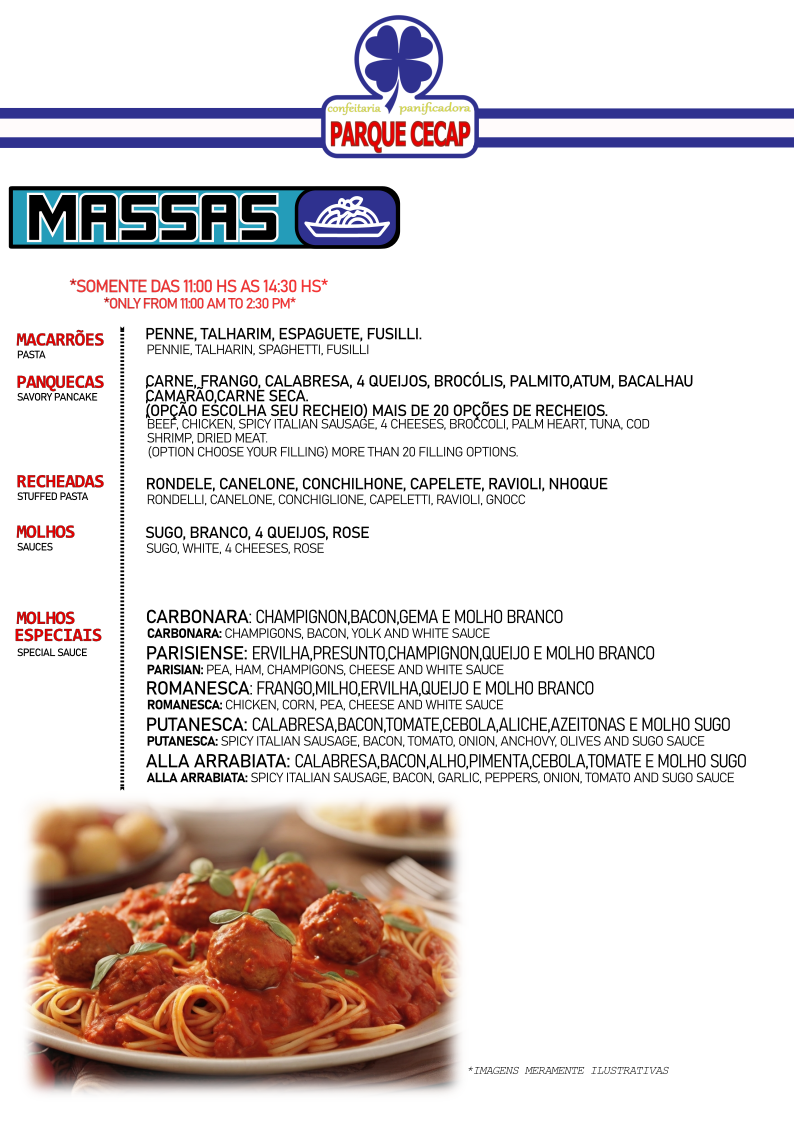 confeitaria panificadora
PARQUE CECAP
MASSAS
*SOMENTE DAS 11:00 HS AS 14:30 HS*
*ONLY FROM 11:00 AM TO 2:30 PM*
MACARRÕES
PASTA
PENNE, TALHARIM, ESPAGUETE, FUSILLI.
PENNIE, TALHARIN, SPAGHETTI, FUSILLI
PANQUECAS
SAVORY PANCAKE
CARNE, FRANGO, CALABRESA, 4 QUEIJOS, BROCÓLIS, PALMITO,ATUM, BACALHAU
CAMARÃO,CARNE SECA.
(OPÇÃO ESCOLHA SEU RECHEIO) MAIS DE 20 OPÇÕES DE RECHEIOS.
BEEF, CHICKEN, SPICY ITALIAN SAUSAGE, 4 CHEESES, BROCCOLI, PALM HEART, TUNA, COD
SHRIMP, DRIED MEAT.
(OPTION CHOOSE YOUR FILLING) MORE THAN 20 FILLING OPTIONS.
RECHEADAS
STUFFED PASTA
RONDELE, CANELONE, CONCHILHONE, CAPELETE, RAVIOLI, NHOQUE
RONDELLI, CANELONE, CONCHIGLIONE, CAPELETTI, RAVIOLI, GNOCC
MOLHOS
SAUCES
SUGO, BRANCO, 4 QUEIJOS, ROSE
SUGO, WHITE, 4 CHEESES, ROSE
MOLHOS
ESPECIAIS
SPECIAL SAUCE
CARBONARA: CHAMPIGNON,BACON,GEMA E MOLHO BRANCO
CARBONARA: CHAMPIGONS, BACON, YOLK AND WHITE SAUCE
PARISIENSE: ERVILHA,PRESUNTO,CHAMPIGNON,QUEIJO E MOLHO BRANCO
PARISIAN: PEA, HAM, CHAMPIGONS, CHEESE AND WHITE SAUCE
ROMANESCA: FRANGO,MILHO,ERVILHA,QUEIJO E MOLHO BRANCO
ROMANESCA: CHICKEN, CORN, PEA, CHEESE AND WHITE SAUCE
PUTANESCA: CALABRESA,BACON,TOMATE,CEBOLA,ALICHE,AZEITONAS E MOLHO SUGO
PUTANESCA: SPICY ITALIAN SAUSAGE, BACON, TOMATO, ONION, ANCHOVY, OLIVES AND SUGO SAUCE
ALLA ARRABIATA: CALABRESA,BACON,ALHO,PIMENTA,CEBOLA,TOMATE E MOLHO SUGO
ALLA ARRABIATA: SPICY ITALIAN SAUSAGE, BACON, GARLIC, PEPPERS, ONION, TOMATO AND SUGO SAUCE
*IMAGENS MERAMENTE ILUSTRATIVAS